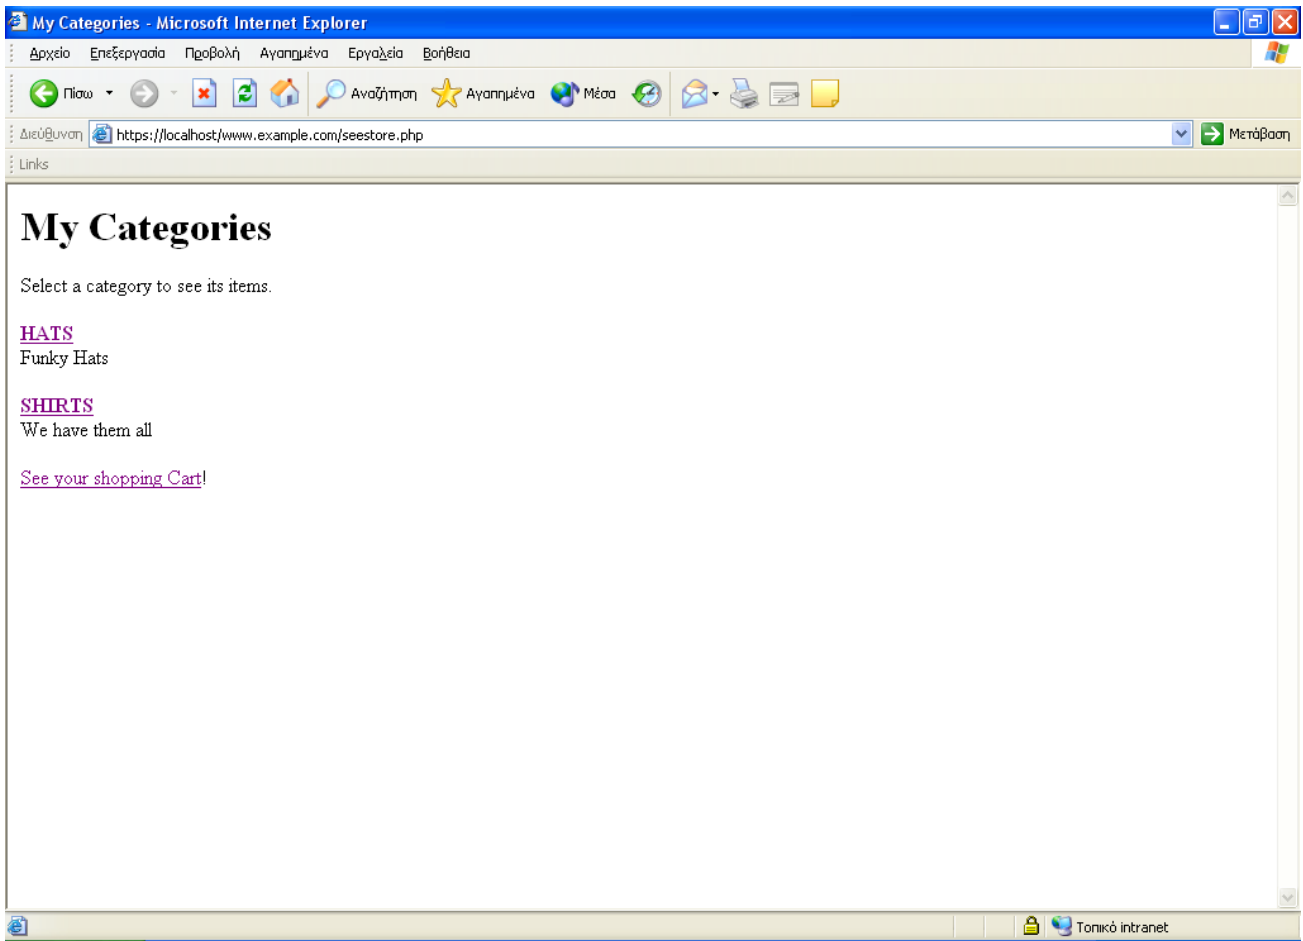 My Categories - Microsoft Internet Explorer
Αρχείο Επεξεργασία Προβολή Αγαπημένα Εργαλεία Βοήθεια
Πίσω Αναζήτηση Αγαπημένα Μέσα
Διεύθυνση https://localhost/www.example.com/seestore.php Μετάβαση
Links
My Categories
Select a category to see its items.
HATS
Funky Hats
SHIRTS
We have them all
See your shopping Cart!
Τοπικό intranet